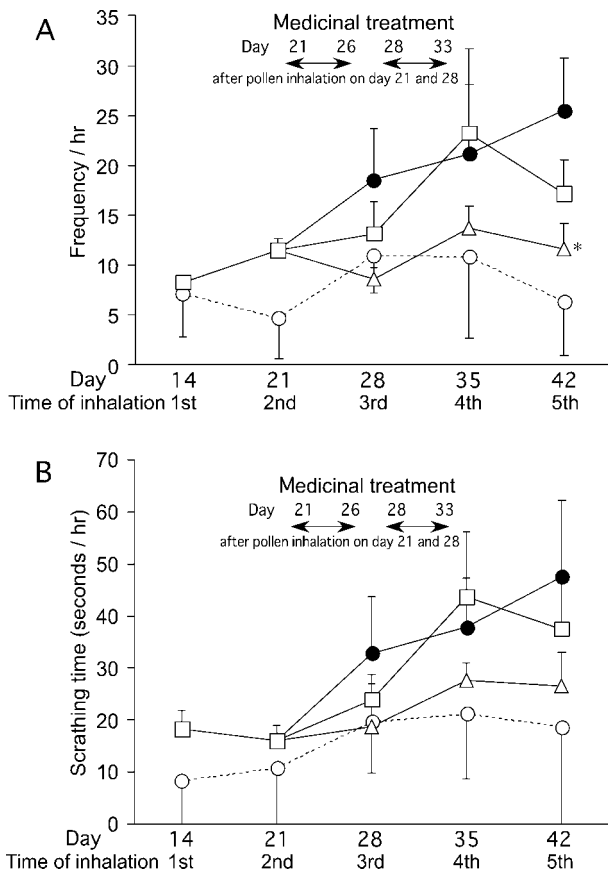 A
Medicinal treatment
Day 21 26 28 33
after pollen inhalation on day 21 and 28
35
30
25
20
15
10
5
0
Frequency / hr
*
Day 14 21 28 35 42
Time of inhalation 1st 2nd 3rd 4th 5th
B
Medicinal treatment
Day 21 26 28 33
after pollen inhalation on day 21 and 28
70
60
50
40
30
20
10
0
Scrathing time (seconds / hr)
Day 14 21 28 35 42
Time of inhalation 1st 2nd 3rd 4th 5th